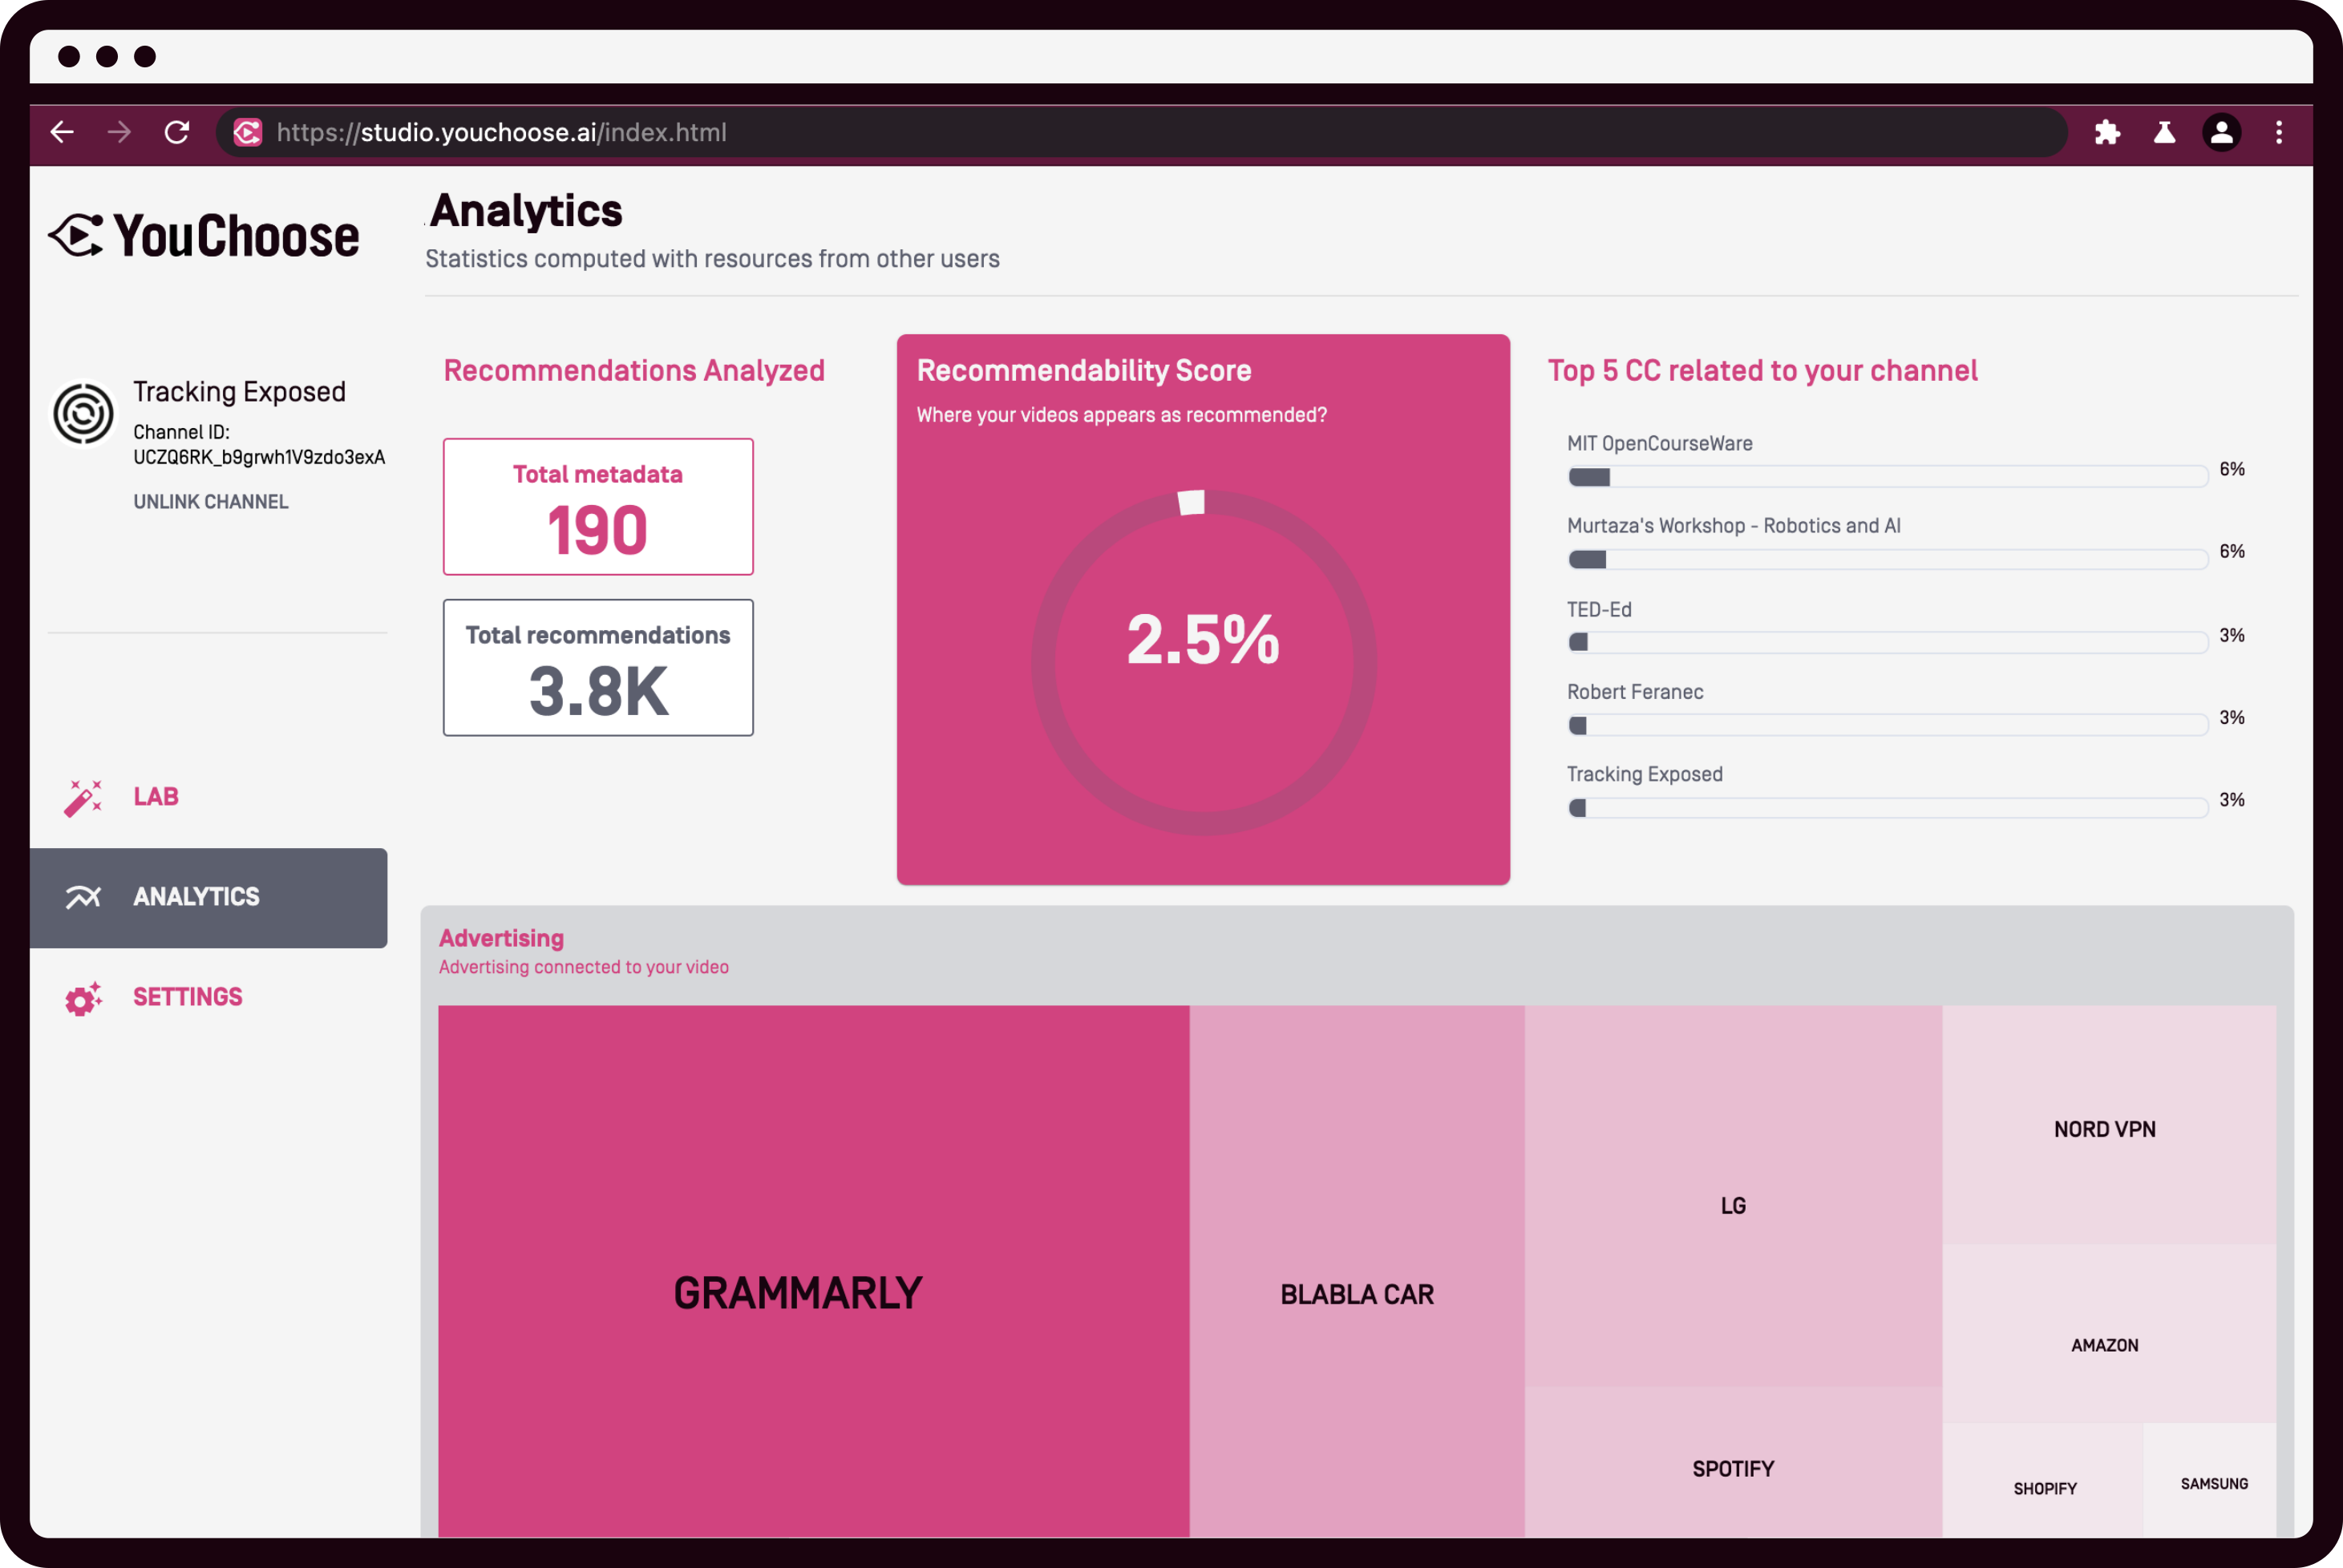 https://studio.youchoose.ai/index.html
YouChoose
Tracking Exposed
Channel ID:
UCZQ6RK_b9grwh1V9zdo3exA
UNLINK CHANNEL
LAB
ANALYTICS
SETTINGS
Analytics
Statistics computed with resources from other users
Recommendations Analyzed
Total metadata
190
Total recommendations
3.8K
Recommendability Score
Where your videos appears as recommended?
2.5%
Top 5 CC related to your channel
MIT OpenCourseWare
6%
Murtaza's Workshop - Robotics and AI
6%
TED-Ed
3%
Robert Feranec
3%
Tracking Exposed
3%
Advertising
Advertising connected to your video
GRAMMARLY
BLABLA CAR
LG
SPOTIFY
NORD VPN
AMAZON
SHOPIFY
SAMSUNG